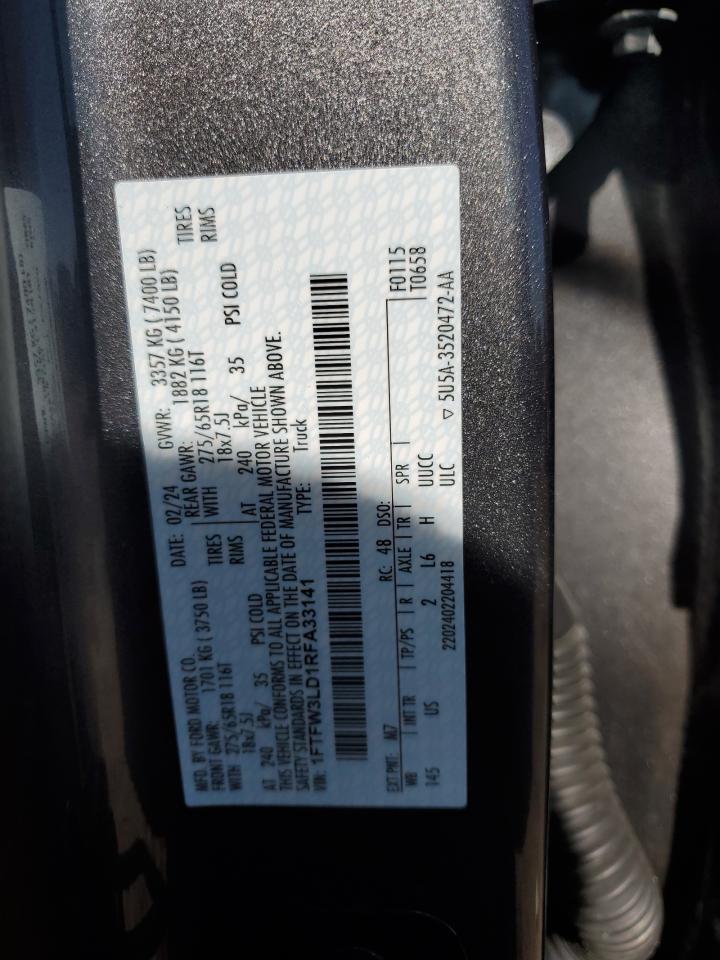 MFD. BY FORD MOTOR CO. DATE: 02/24 GVWR: 3357 KG ( 7400 LB)
FRONT GAWR: 1701 KG ( 3750 LB) REAR GAWR: 1882 KG ( 4150 LB)
WITH 275/65R18 116T TIRES WITH 275/65R18 116T TIRES
18x7.5J RIMS 18x7.5J RIMS
AT 240 kPa/ 35 PSI COLD AT 240 kPa/ 35 PSI COLD
THIS VEHICLE CONFORMS TO ALL APPLICABLE FEDERAL MOTOR VEHICLE
SAFETY STANDARDS IN EFFECT ON THE DATE OF MANUFACTURE SHOWN ABOVE.
VIN: 1FTFW3LD1RFA33141 TYPE: Truck
F0115
T0658
EXT PNT: M7 RC: 48 DSO:
WB INT TR TP/PS R AXLE TR SPR
145 US 2 L6 H UUCC
2202402204418 ULC ▽ 5U5A-3520472-AA